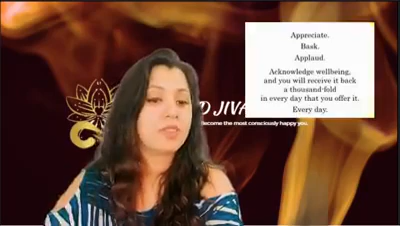 Appreciate.
Bask.
Applaud.
Acknowledge wellbeing,
and you will receive it back
a thousand-fold
in every day that you offer it.
Every day.
D JIVA
Become the most consciously happy you